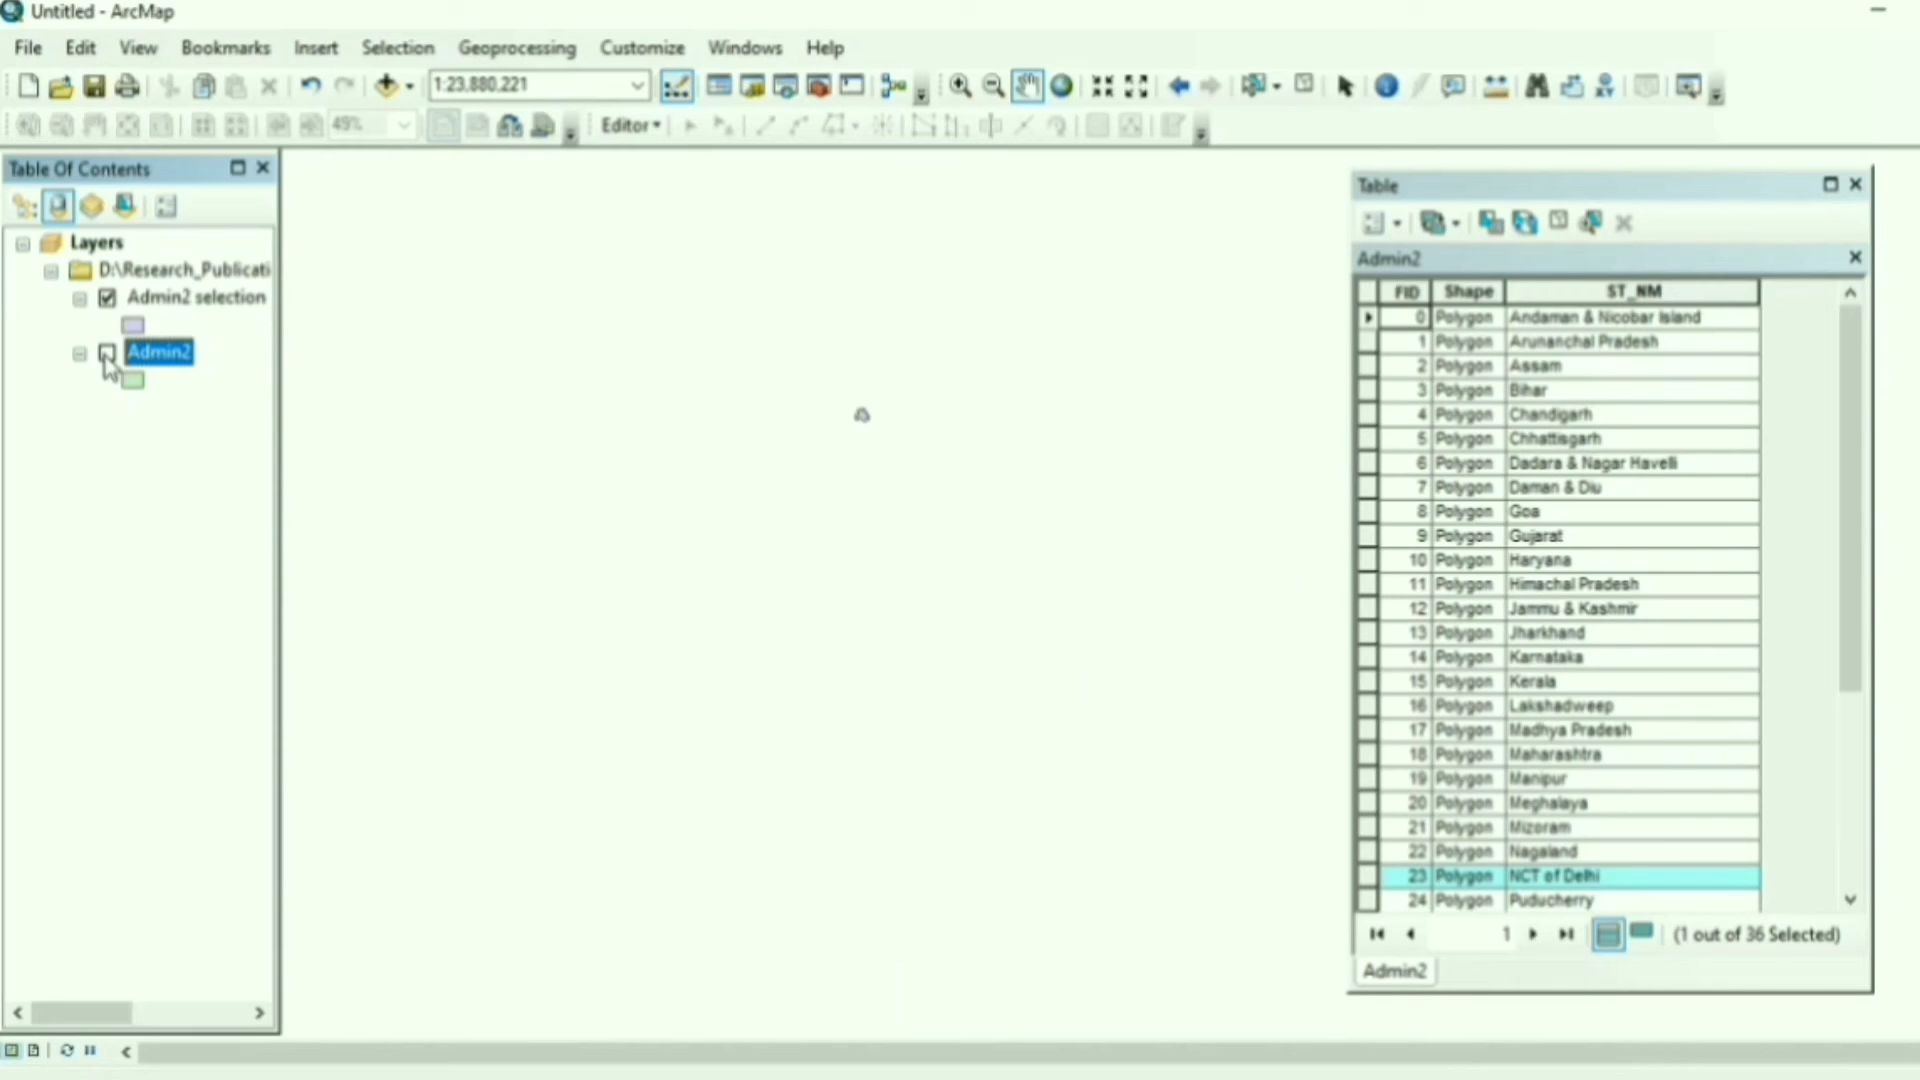 Untitled - ArcMap
File Edit View Bookmarks Insert Selection Geoprocessing Customize Windows Help
1:23,880,221
49%
Editor
Table Of Contents
Layers
D:\Research_Publicati
Admin2 selection
Admin2
Table
Admin2
FID Shape ST_NM
0 Polygon Andaman & Nicobar Island
1 Polygon Arunanchal Pradesh
2 Polygon Assam
3 Polygon Bihar
4 Polygon Chandigarh
5 Polygon Chhattisgarh
6 Polygon Dadara & Nagar Havelli
7 Polygon Daman & Diu
8 Polygon Goa
9 Polygon Gujarat
10 Polygon Haryana
11 Polygon Himachal Pradesh
12 Polygon Jammu & Kashmir
13 Polygon Jharkhand
14 Polygon Karnataka
15 Polygon Kerala
16 Polygon Lakshadweep
17 Polygon Madhya Pradesh
18 Polygon Maharashtra
19 Polygon Manipur
20 Polygon Meghalaya
21 Polygon Mizoram
22 Polygon Nagaland
23 Polygon NCT of Delhi
24 Polygon Puducherry
1 (1 out of 36 Selected)
Admin2